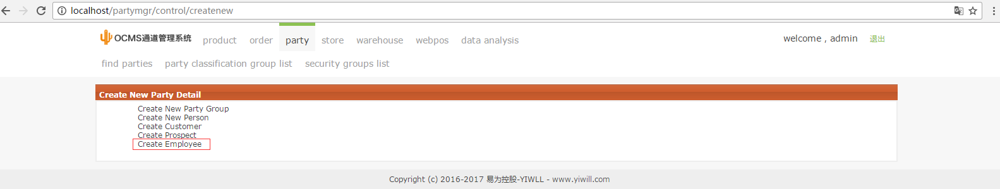 localhost/partymgr/control/createnew
OCMS通道管理系统 product order party store warehouse webpos data analysis welcome , admin 退出
find parties party classification group list security groups list
Create New Party Detail
Create New Party Group
Create New Person
Create Customer
Create Prospect
Create Employee
Copyright (c) 2016-2017 易为控股-YIWLL - www.yiwill.com